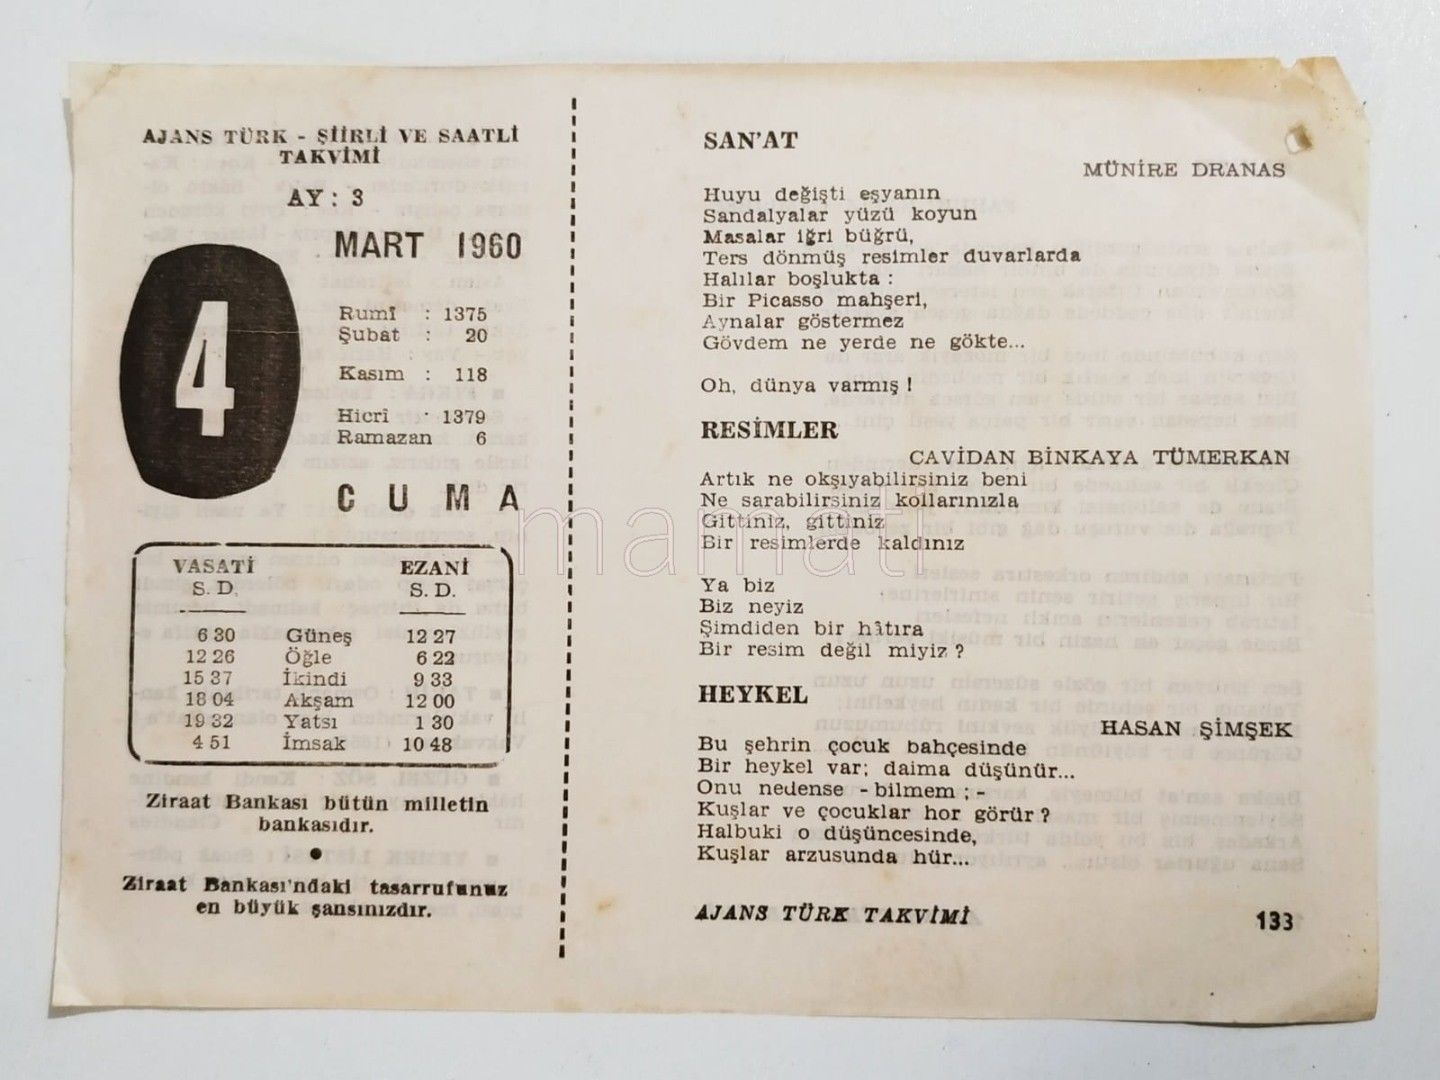 AJANS TÜRK - ŞİİRLİ VE SAATLİ
TAKVİMİ
AY : 3
MART 1960
4
Rumî : 1375
Şubat : 20
Kasım : 118
Hicrî : 1379
Ramazan 6
CUMA
VASATİ EZANİ
S. D. S. D.
6 30 Güneş 12 27
12 26 Öğle 6 22
15 37 İkindi 9 33
18 04 Akşam 12 00
19 32 Yatsı 1 30
4 51 İmsak 10 48
Ziraat Bankası bütün milletin
bankasıdır.
●
Ziraat Bankası'ndaki tasarrufunuz
en büyük şansınızdır.
SAN'AT
MÜNİRE DRANAS
Huyu değişti eşyanın
Sandalyalar yüzü koyun
Masalar iğri büğrü,
Ters dönmüş resimler duvarlarda
Halılar boşlukta :
Bir Picasso mahşeri,
Aynalar göstermez
Gövdem ne yerde ne gökte...
Oh, dünya varmış !
RESİMLER
CAVİDAN BİNKAYA TÜMERKAN
Artık ne okşıyabilirsiniz beni
Ne sarabilirsiniz kollarınızla
Gittiniz, gittiniz
Bir resimlerde kaldınız
Ya biz
Biz neyiz
Şimdiden bir hâtıra
Bir resim değil miyiz ?
HEYKEL
HASAN ŞİMŞEK
Bu şehrin çocuk bahçesinde
Bir heykel var; daima düşünür...
Onu nedense - bilmem ; -
Kuşlar ve çocuklar hor görür ?
Halbuki o düşüncesinde,
Kuşlar arzusunda hür...
AJANS TÜRK TAKVİMİ 133
mamati